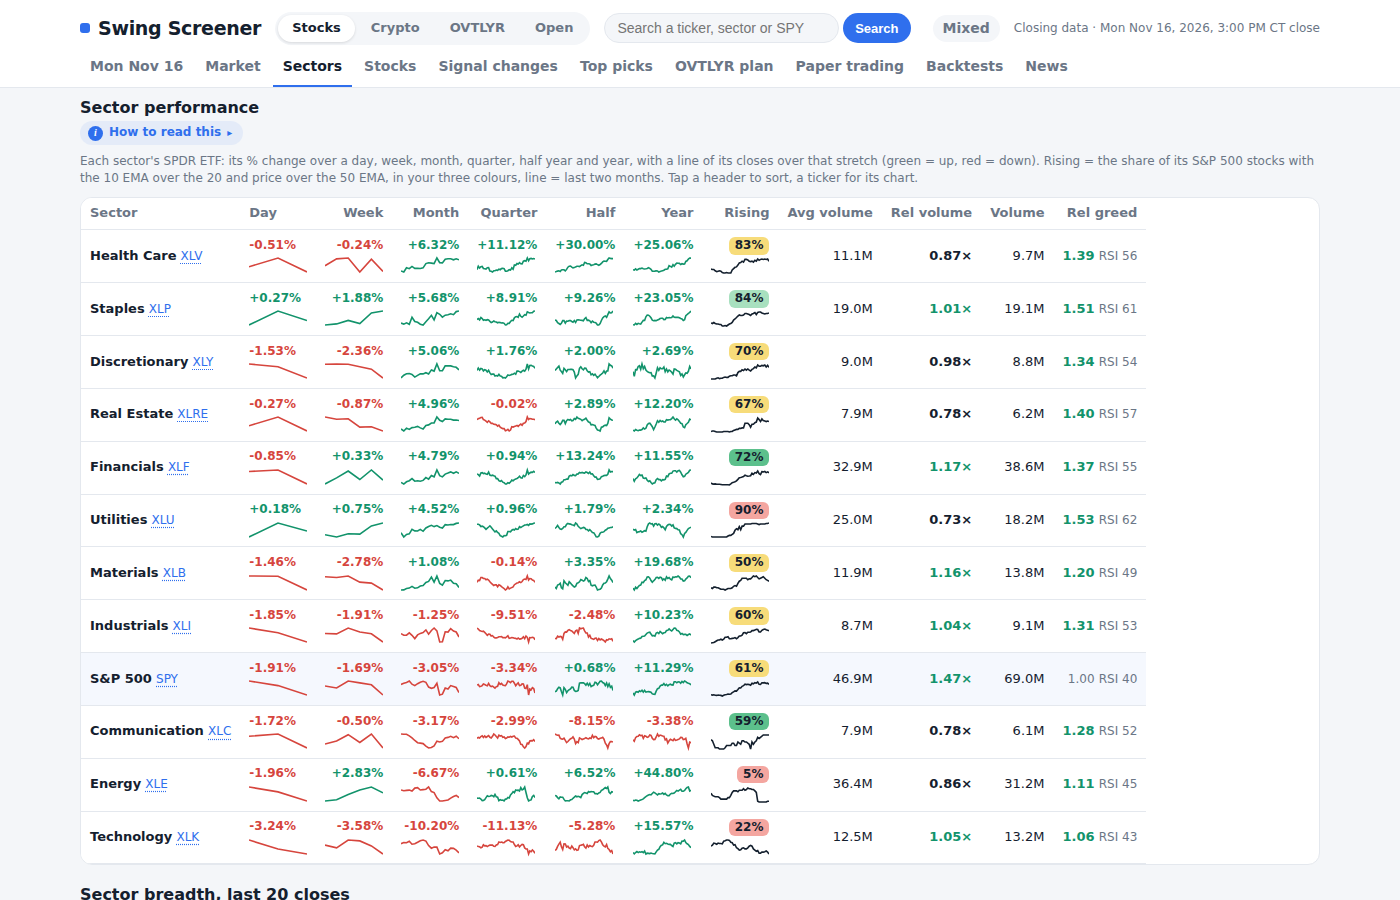 Swing Screener Stocks Crypto OVTLYR Open Search a ticker, sector or SPY Search Mixed Closing data · Mon Nov 16, 2026, 3:00 PM CT close
Mon Nov 16 Market Sectors Stocks Signal changes Top picks OVTLYR plan Paper trading Backtests News
Sector performance
i How to read this ▸
Each sector's SPDR ETF: its % change over a day, week, month, quarter, half year and year, with a line of its closes over that stretch (green = up, red = down). Rising = the share of its S&P 500 stocks with
the 10 EMA over the 20 and price over the 50 EMA, in your three colours, line = last two months. Tap a header to sort, a ticker for its chart.
Sector Day Week Month Quarter Half Year Rising Avg volume Rel volume Volume Rel greed
Health Care XLV -0.51% -0.24% +6.32% +11.12% +30.00% +25.06% 83% 11.1M 0.87× 9.7M 1.39 RSI 56
Staples XLP +0.27% +1.88% +5.68% +8.91% +9.26% +23.05% 84% 19.0M 1.01× 19.1M 1.51 RSI 61
Discretionary XLY -1.53% -2.36% +5.06% +1.76% +2.00% +2.69% 70% 9.0M 0.98× 8.8M 1.34 RSI 54
Real Estate XLRE -0.27% -0.87% +4.96% -0.02% +2.89% +12.20% 67% 7.9M 0.78× 6.2M 1.40 RSI 57
Financials XLF -0.85% +0.33% +4.79% +0.94% +13.24% +11.55% 72% 32.9M 1.17× 38.6M 1.37 RSI 55
Utilities XLU +0.18% +0.75% +4.52% +0.96% +1.79% +2.34% 90% 25.0M 0.73× 18.2M 1.53 RSI 62
Materials XLB -1.46% -2.78% +1.08% -0.14% +3.35% +19.68% 50% 11.9M 1.16× 13.8M 1.20 RSI 49
Industrials XLI -1.85% -1.91% -1.25% -9.51% -2.48% +10.23% 60% 8.7M 1.04× 9.1M 1.31 RSI 53
S&P 500 SPY -1.91% -1.69% -3.05% -3.34% +0.68% +11.29% 61% 46.9M 1.47× 69.0M 1.00 RSI 40
Communication XLC -1.72% -0.50% -3.17% -2.99% -8.15% -3.38% 59% 7.9M 0.78× 6.1M 1.28 RSI 52
Energy XLE -1.96% +2.83% -6.67% +0.61% +6.52% +44.80% 5% 36.4M 0.86× 31.2M 1.11 RSI 45
Technology XLK -3.24% -3.58% -10.20% -11.13% -5.28% +15.57% 22% 12.5M 1.05× 13.2M 1.06 RSI 43
Sector breadth, last 20 closes